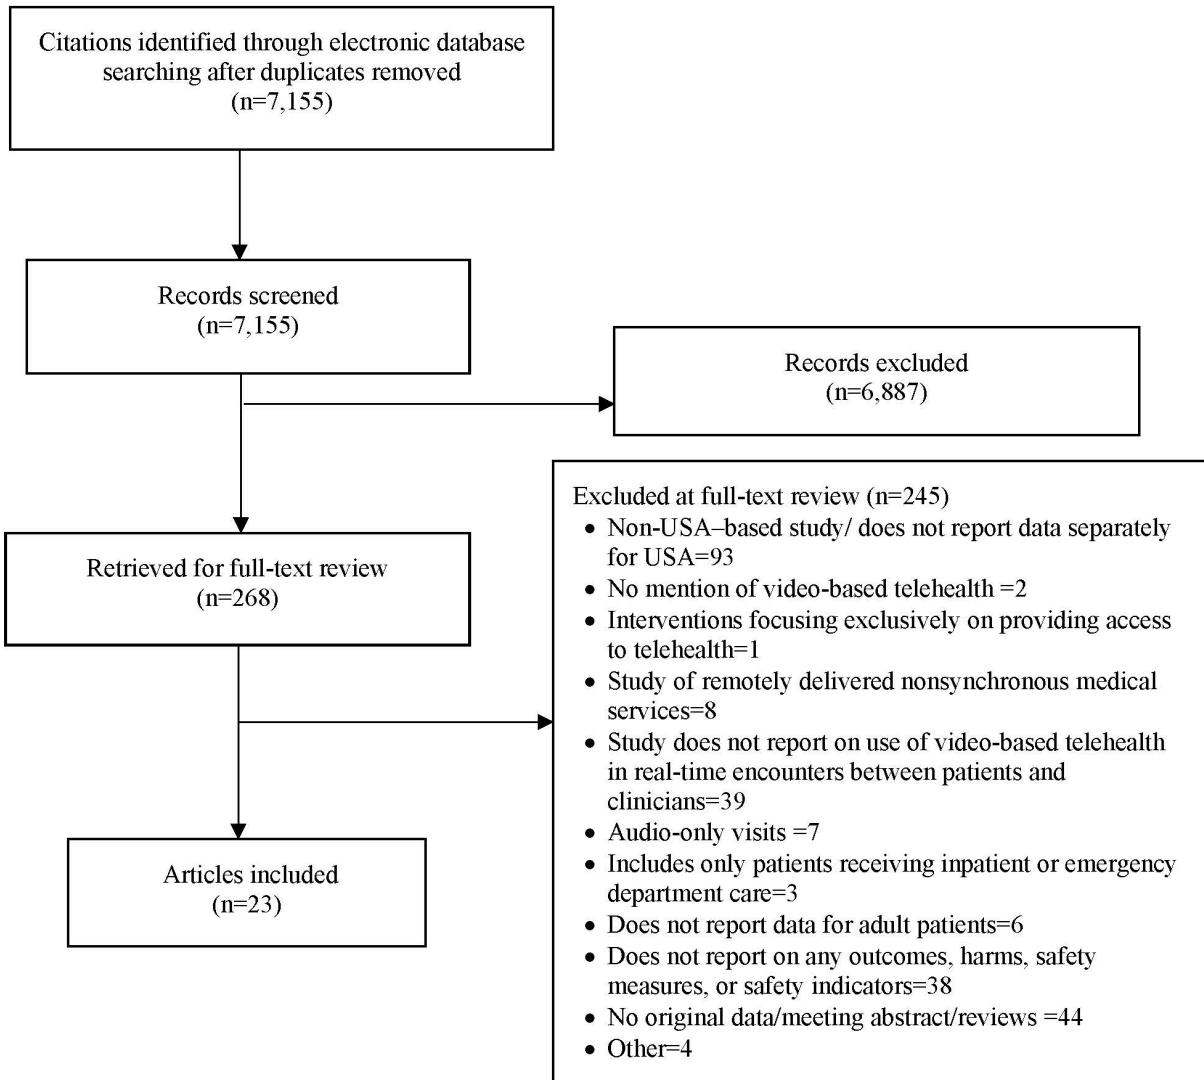 Citations identified through electronic database
searching after duplicates removed
(n=7,155)
Records screened
(n=7,155)
Records excluded
(n=6,887)
Retrieved for full-text review
(n=268)
Excluded at full-text review (n=245)
• Non-USA–based study/ does not report data separately
for USA=93
• No mention of video-based telehealth =2
• Interventions focusing exclusively on providing access
to telehealth=1
• Study of remotely delivered nonsynchronous medical
services=8
• Study does not report on use of video-based telehealth
in real-time encounters between patients and
clinicians=39
• Audio-only visits =7
• Includes only patients receiving inpatient or emergency
department care=3
• Does not report data for adult patients=6
• Does not report on any outcomes, harms, safety
measures, or safety indicators=38
• No original data/meeting abstract/reviews =44
• Other=4
Articles included
(n=23)